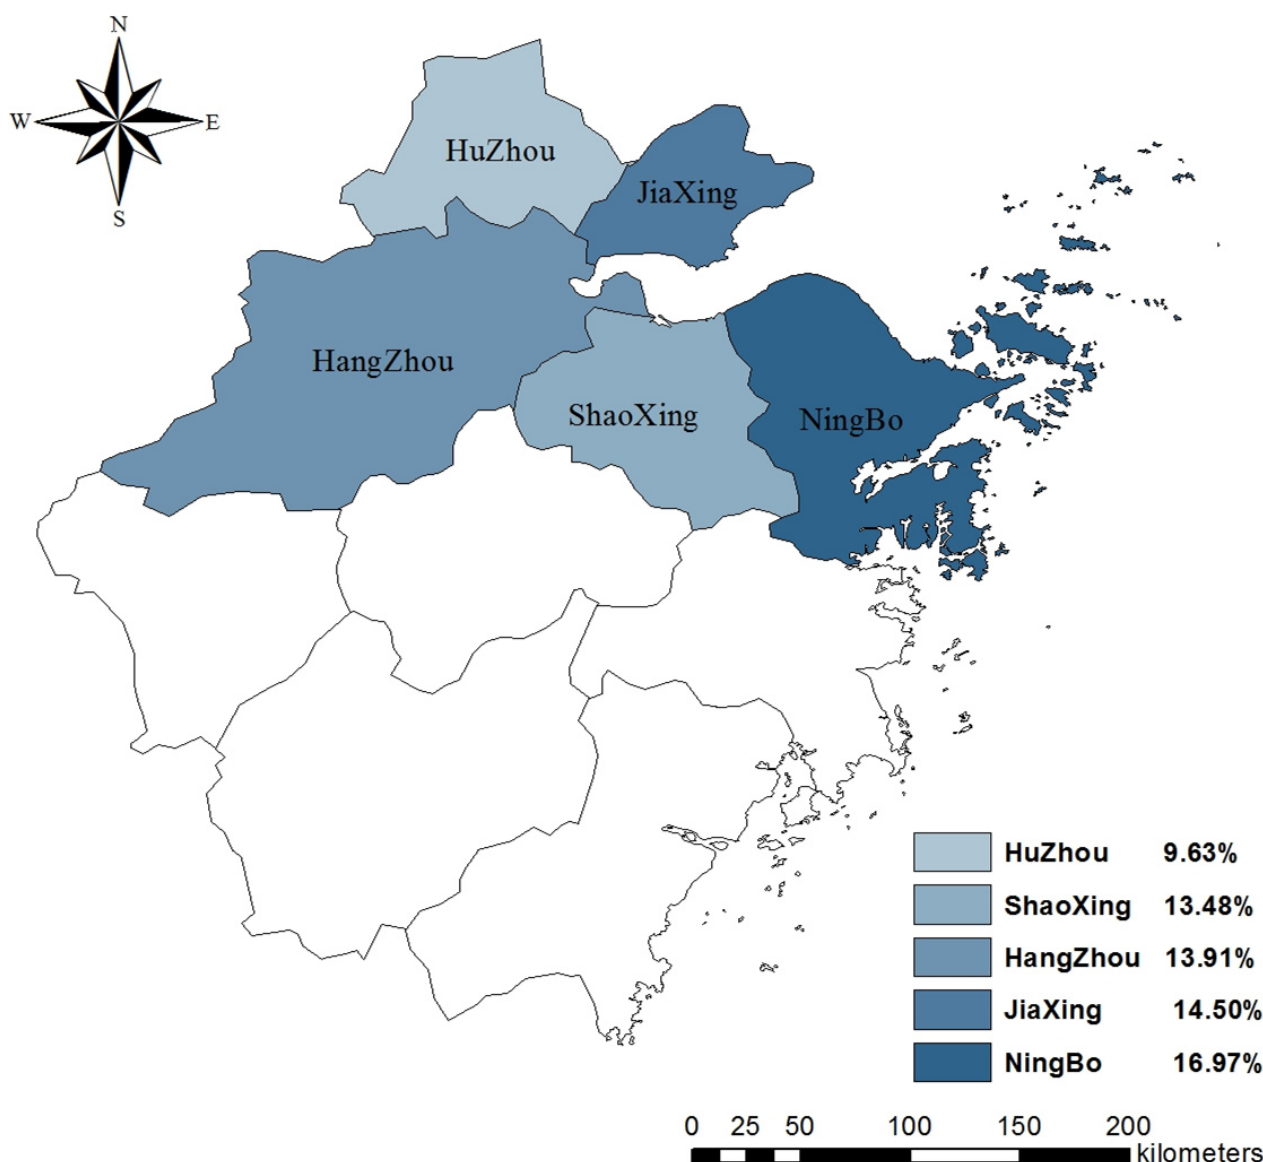 N
W E
S
HuZhou
JiaXing
HangZhou
ShaoXing
NingBo
HuZhou 9.63%
ShaoXing 13.48%
HangZhou 13.91%
JiaXing 14.50%
NingBo 16.97%
0 25 50 100 150 200
kilometers